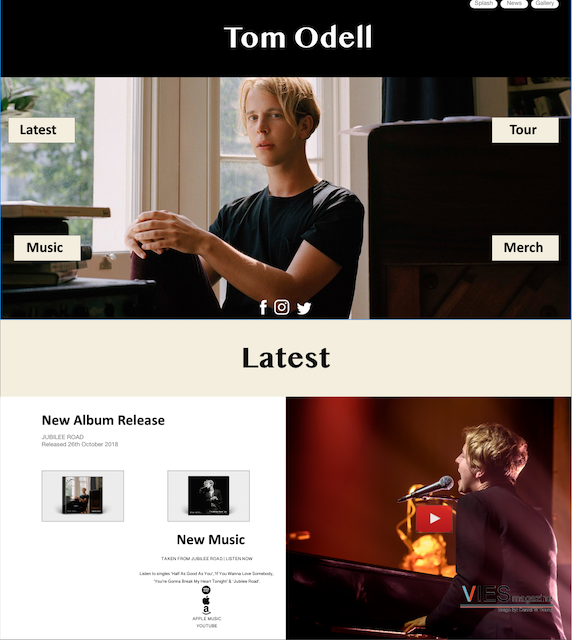 Splash News Gallery
Tom Odell
Latest
Tour
Music
Merch
Latest
New Album Release
JUBILEE ROAD
Released 26th October 2018
New Music
TAKEN FROM JUBILEE ROAD | LISTEN NOW
Listen to singles 'Half As Good As You', If You Wanna Love Somebody,
'You're Gonna Break My Heart Tonight' & 'Jubilee Road'.
APPLE MUSIC
YOUTUBE
VIES magazine